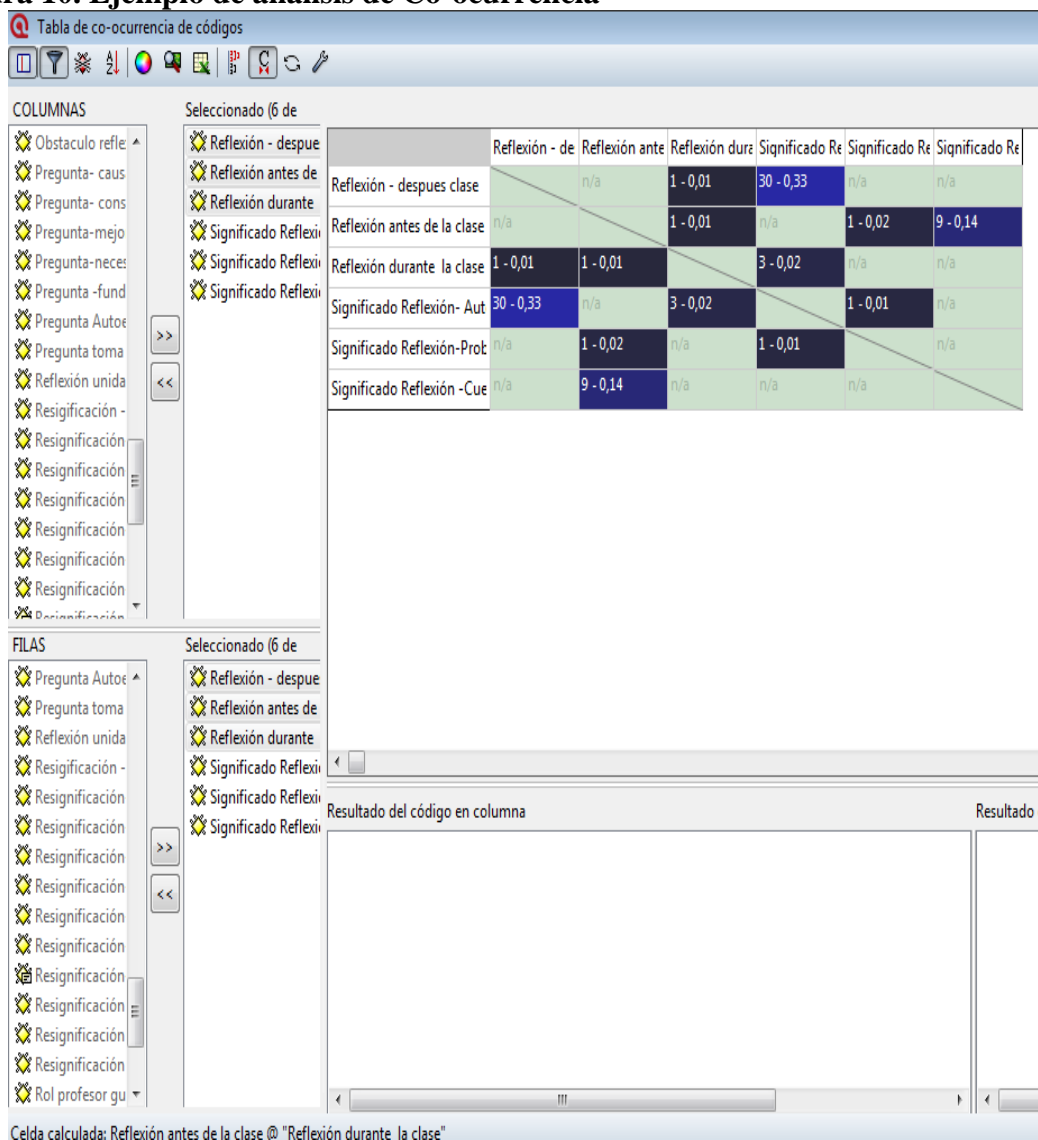 ra 10. Ejemplo de análisis de Co-ocurrencia
Tabla de co-ocurrencia de códigos
COLUMNAS
Obstaculo refle
Pregunta- caus
Pregunta- cons
Pregunta-mejo
Pregunta-neces
Pregunta -fund
Pregunta Autoe
Pregunta toma
Reflexión unida
Resigificación -
Resignificación
Resignificación
Resignificación
Resignificación
Resignificación
Resignificación
Resignificación
>>
<<
Seleccionado (6 de
Reflexión - despue
Reflexión antes de
Reflexión durante
Significado Reflexi
Significado Reflexi
Significado Reflexi
Reflexión - de Reflexión ante Reflexión dura Significado Re Significado Re Significado Re
Reflexión - despues clase n/a 1 - 0,01 30 - 0,33 n/a n/a
Reflexión antes de la clase n/a 1 - 0,01 n/a 1 - 0,02 9 - 0,14
Reflexión durante la clase 1 - 0,01 1 - 0,01 3 - 0,02 n/a n/a
Significado Reflexión- Aut 30 - 0,33 n/a 3 - 0,02 1 - 0,01 n/a
Significado Reflexión-Prob n/a 1 - 0,02 n/a 1 - 0,01 n/a
Significado Reflexión -Cue n/a 9 - 0,14 n/a n/a n/a
FILAS
Pregunta Autoe
Pregunta toma
Reflexión unida
Resigificación -
Resignificación
Resignificación
Resignificación
Resignificación
Resignificación
Resignificación
Resignificación
Resignificación
Resignificación
Resignificación
Rol profesor gu
>>
<<
Seleccionado (6 de
Reflexión - despue
Reflexión antes de
Reflexión durante
Significado Reflexi
Significado Reflexi
Significado Reflexi
Resultado del código en columna
Resultado
Celda calculada: Reflexión antes de la clase @ "Reflexión durante la clase"